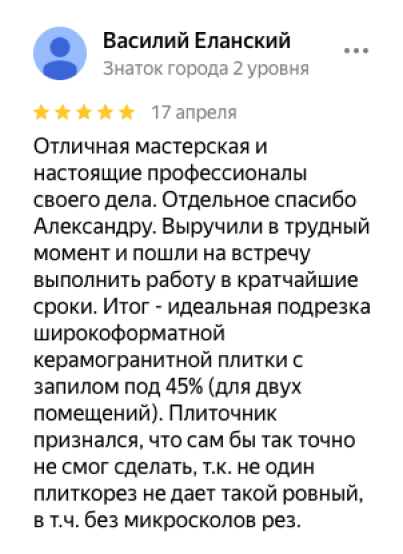 Василий Еланский
Знаток города 2 уровня
17 апреля
Отличная мастерская и
настоящие профессионалы
своего дела. Отдельное спасибо
Александру. Выручили в трудный
момент и пошли на встречу
выполнить работу в кратчайшие
сроки. Итог - идеальная подрезка
широкоформатной
керамогранитной плитки с
запилом под 45% (для двух
помещений). Плиточник
признался, что сам бы так точно
не смог сделать, т.к. не один
плиткорез не дает такой ровный,
в т.ч. без микросколов рез.